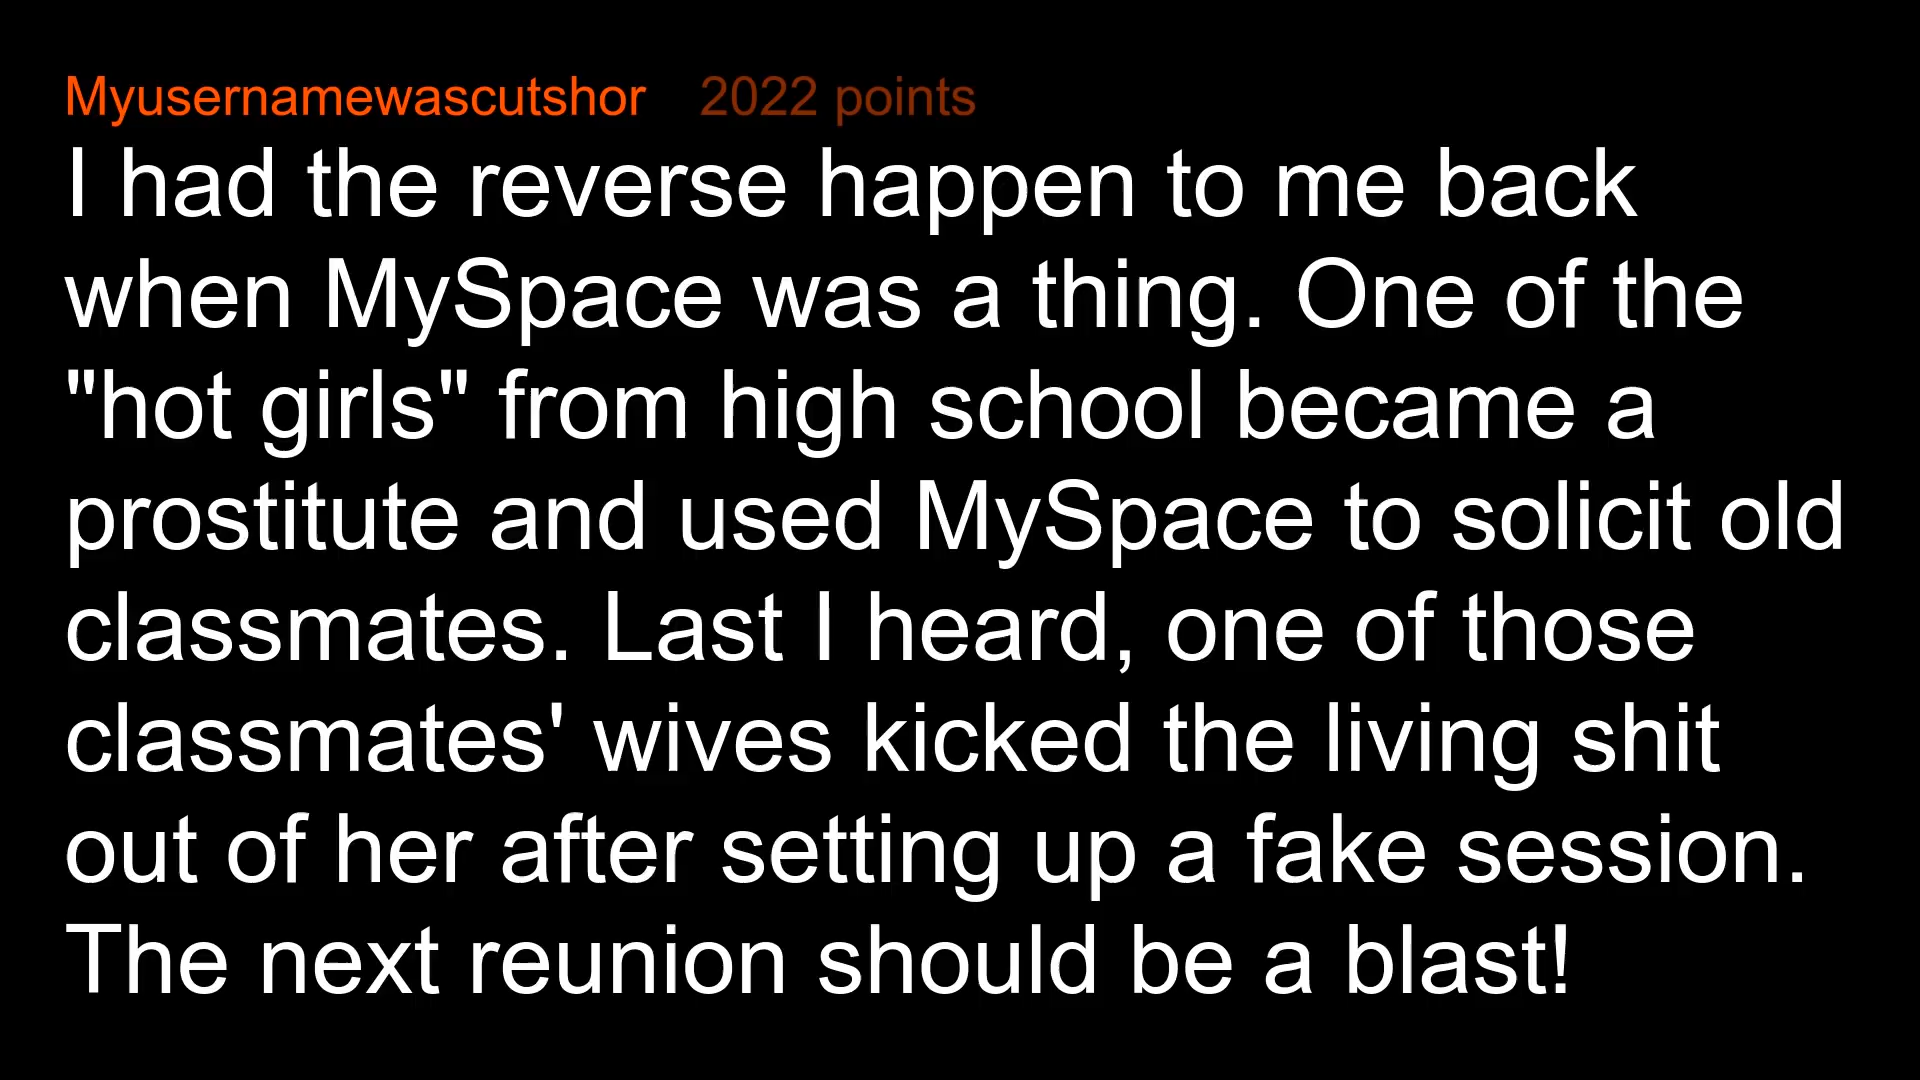 Myusernamewascutshor 2022 points
I had the reverse happen to me back
when MySpace was a thing. One of the
"hot girls" from high school became a
prostitute and used MySpace to solicit old
classmates. Last I heard, one of those
classmates' wives kicked the living shit
out of her after setting up a fake session.
The next reunion should be a blast!